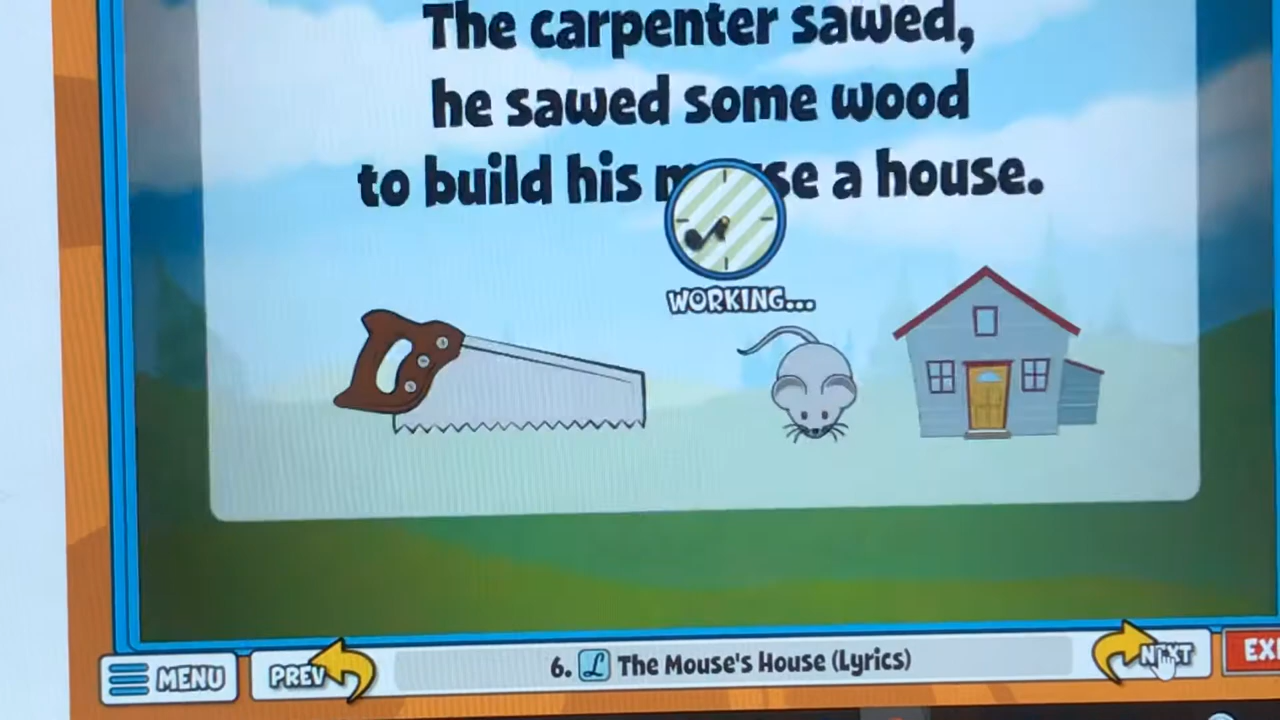 The carpenter sawed,
he sawed some wood
to build his a house.
WORKING...
MENU
PREV
6. L The Mouse's House (Lyrics)
NEXT